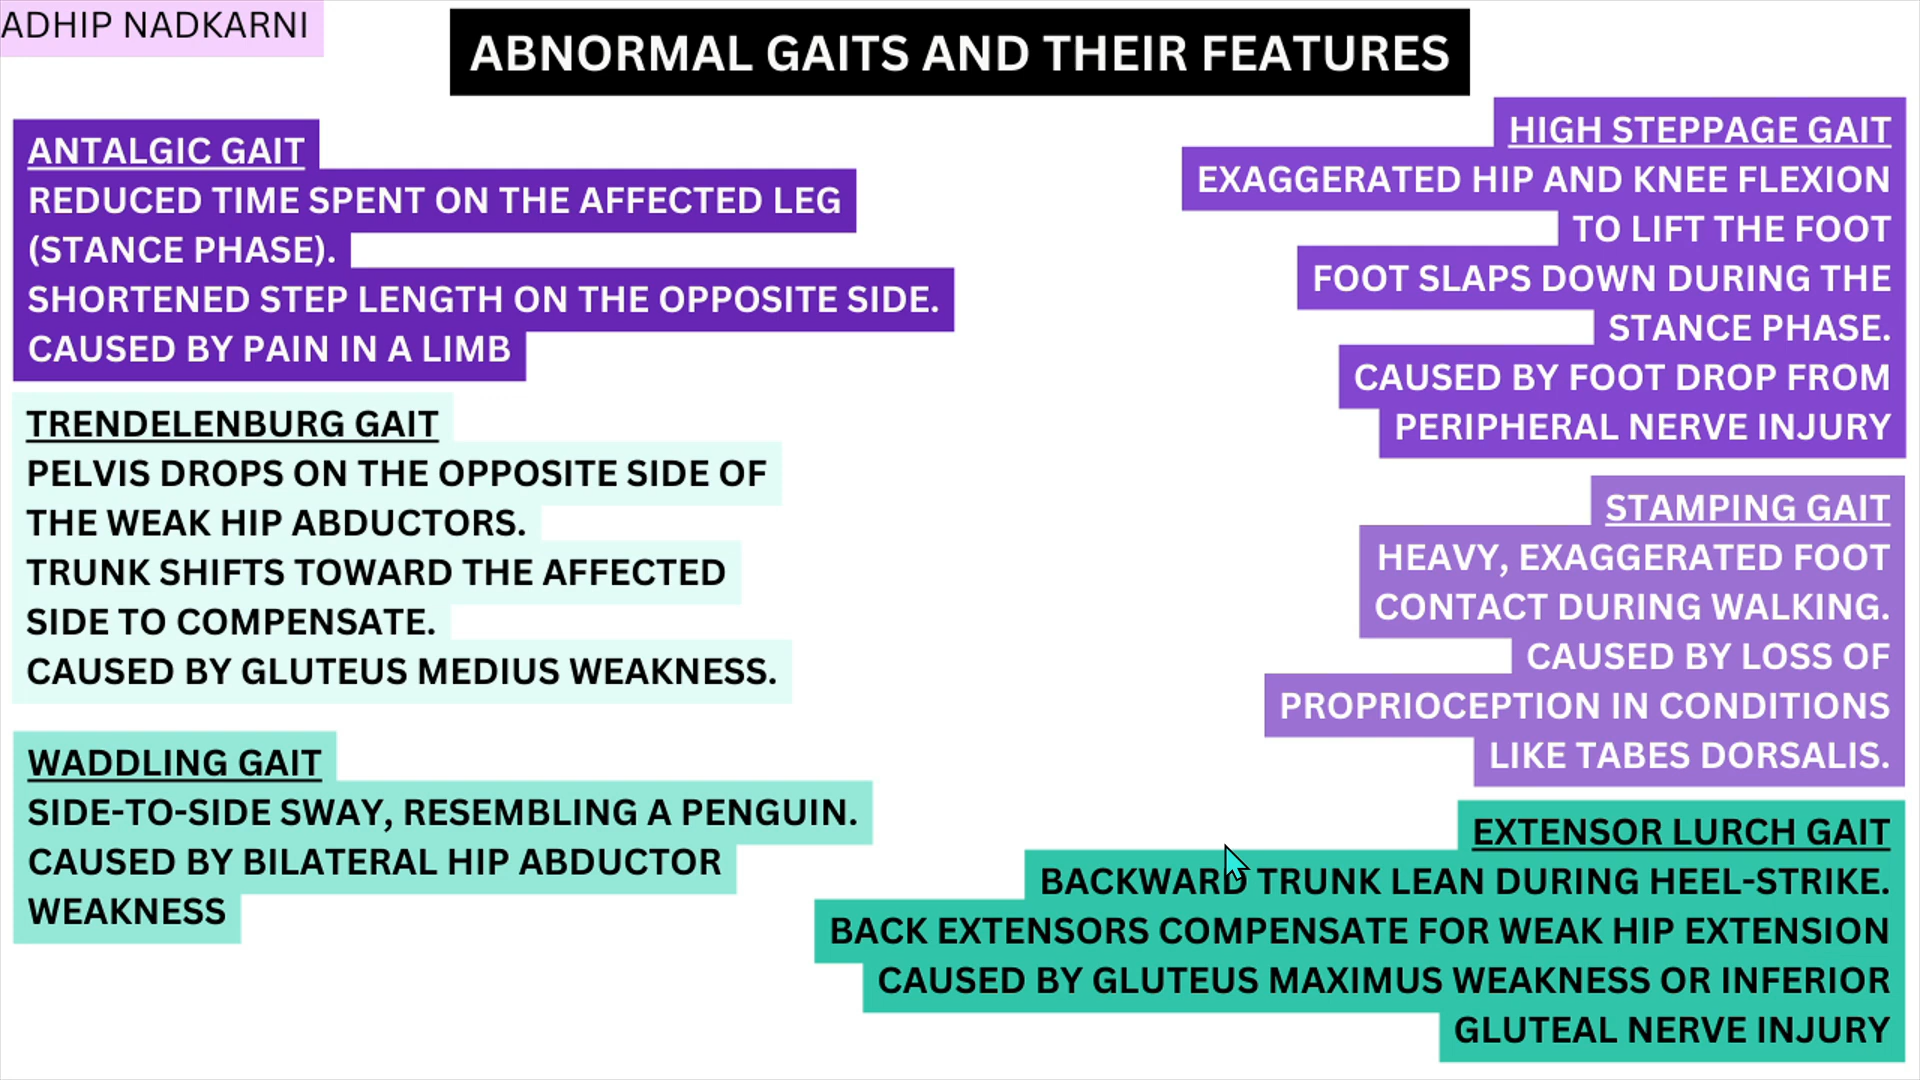 ADHIP NADKARNI
ABNORMAL GAITS AND THEIR FEATURES
ANTALGIC GAIT
REDUCED TIME SPENT ON THE AFFECTED LEG
(STANCE PHASE).
SHORTENED STEP LENGTH ON THE OPPOSITE SIDE.
CAUSED BY PAIN IN A LIMB
TRENDELENBURG GAIT
PELVIS DROPS ON THE OPPOSITE SIDE OF
THE WEAK HIP ABDUCTORS.
TRUNK SHIFTS TOWARD THE AFFECTED
SIDE TO COMPENSATE.
CAUSED BY GLUTEUS MEDIUS WEAKNESS.
WADDLING GAIT
SIDE-TO-SIDE SWAY, RESEMBLING A PENGUIN.
CAUSED BY BILATERAL HIP ABDUCTOR
WEAKNESS
HIGH STEPPAGE GAIT
EXAGGERATED HIP AND KNEE FLEXION
TO LIFT THE FOOT
FOOT SLAPS DOWN DURING THE
STANCE PHASE.
CAUSED BY FOOT DROP FROM
PERIPHERAL NERVE INJURY
STAMPING GAIT
HEAVY, EXAGGERATED FOOT
CONTACT DURING WALKING.
CAUSED BY LOSS OF
PROPRIOCEPTION IN CONDITIONS
LIKE TABES DORSALIS.
EXTENSOR LURCH GAIT
BACKWARD TRUNK LEAN DURING HEEL-STRIKE.
BACK EXTENSORS COMPENSATE FOR WEAK HIP EXTENSION
CAUSED BY GLUTEUS MAXIMUS WEAKNESS OR INFERIOR
GLUTEAL NERVE INJURY